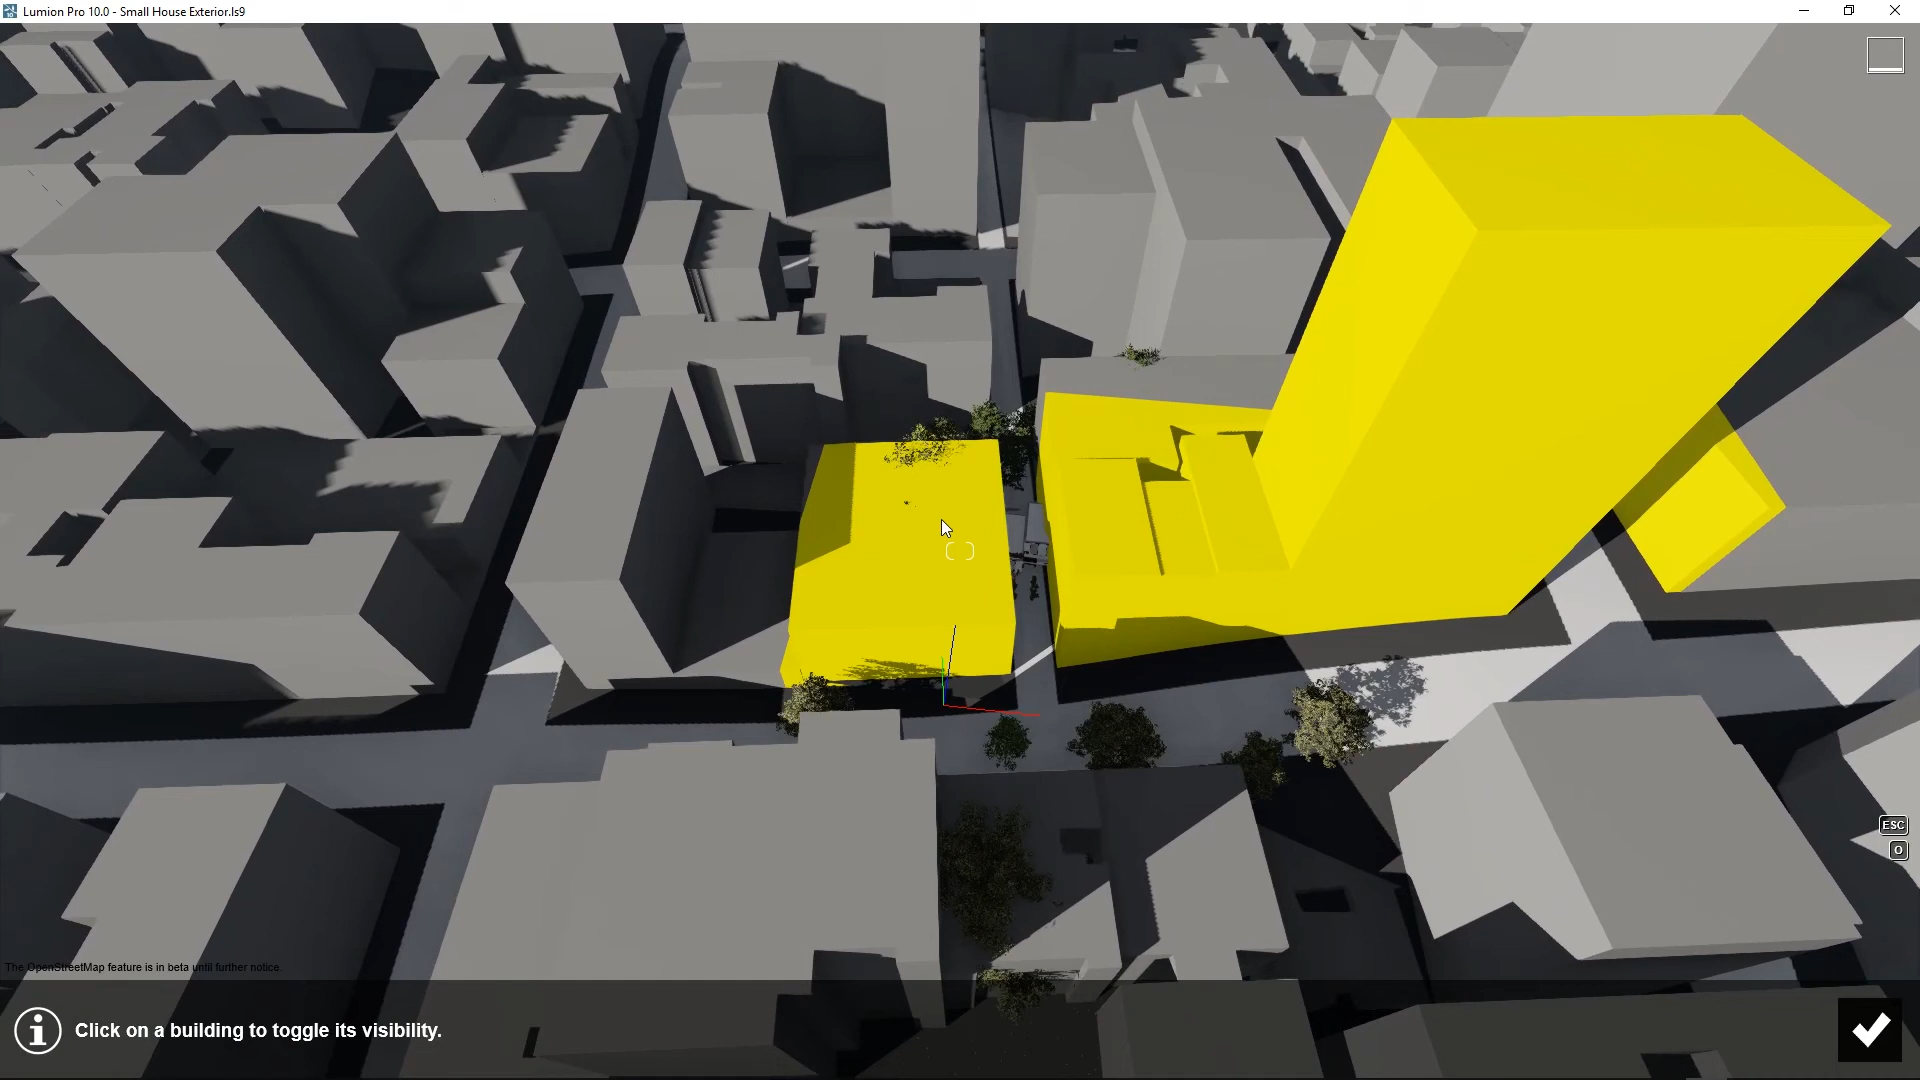 Lumion Pro 10.0 - Small House Exterior.ls9
ESC
O
The OpenStreetMap feature is in beta until further notice.
Click on a building to toggle its visibility.